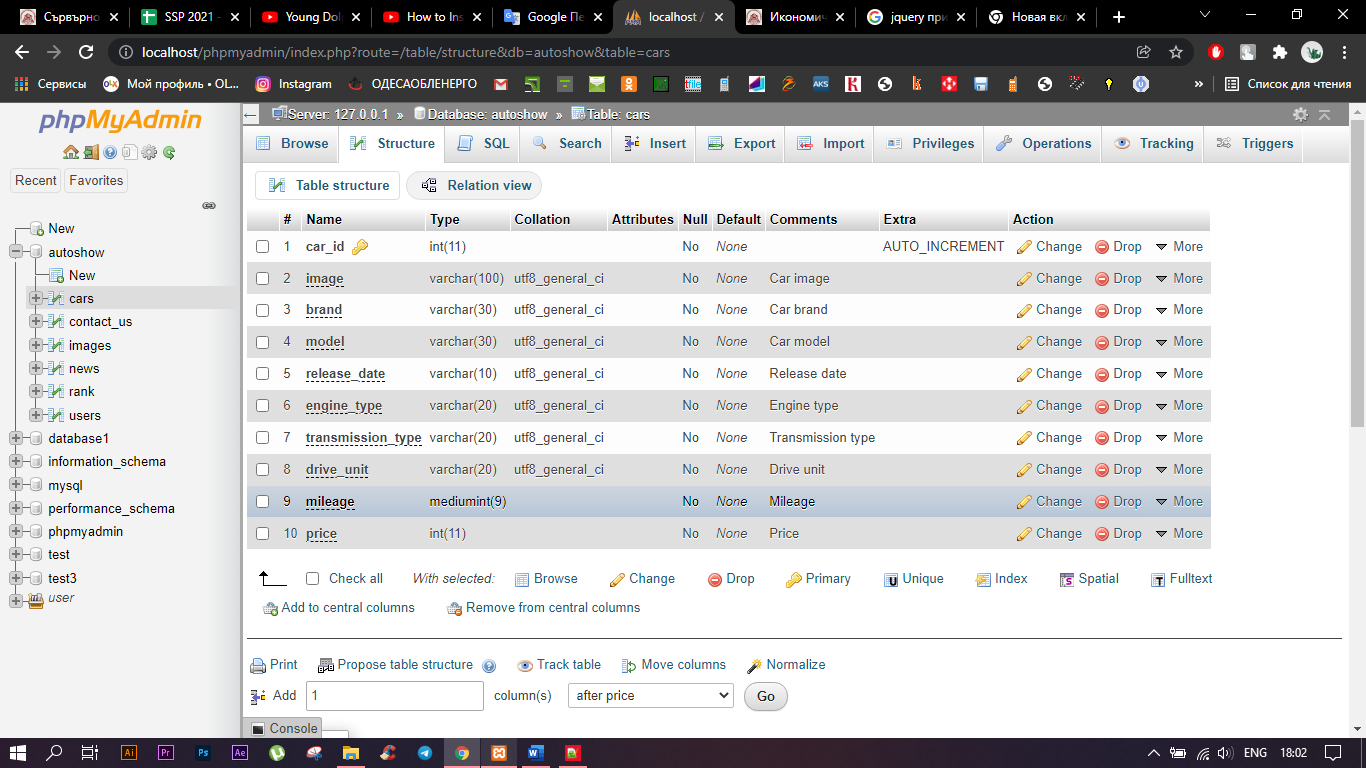 Сървърно
SSP 2021 -
Young Dol
How to Ins
Google Пе
localhost /
Икономич
jquery при
Новая вкл
localhost/phpmyadmin/index.php?route=/table/structure&db=autoshow&table=cars
Сервисы
Мой профиль • OL...
Instagram
ОДЕСАОБЛЕНЕРГО
AKS
»
Список для чтения
phpMyAdmin
Recent Favorites
New
autoshow
New
cars
contact_us
images
news
rank
users
database1
information_schema
mysql
performance_schema
phpmyadmin
test
test3
user
Server: 127.0.0.1 » Database: autoshow » Table: cars
Browse Structure SQL Search Insert Export Import Privileges Operations Tracking Triggers
Table structure Relation view
# Name Type Collation Attributes Null Default Comments Extra Action
1 car_id int(11) No None AUTO_INCREMENT Change Drop More
2 image varchar(100) utf8_general_ci No None Car image Change Drop More
3 brand varchar(30) utf8_general_ci No None Car brand Change Drop More
4 model varchar(30) utf8_general_ci No None Car model Change Drop More
5 release_date varchar(10) utf8_general_ci No None Release date Change Drop More
6 engine_type varchar(20) utf8_general_ci No None Engine type Change Drop More
7 transmission_type varchar(20) utf8_general_ci No None Transmission type Change Drop More
8 drive_unit varchar(20) utf8_general_ci No None Drive unit Change Drop More
9 mileage mediumint(9) No None Mileage Change Drop More
10 price int(11) No None Price Change Drop More
Check all With selected: Browse Change Drop Primary Unique Index Spatial Fulltext
Add to central columns Remove from central columns
Print Propose table structure Track table Move columns Normalize
Add 1 column(s) after price Go
Console
Ai Pr Ps Ae
ENG 18:02